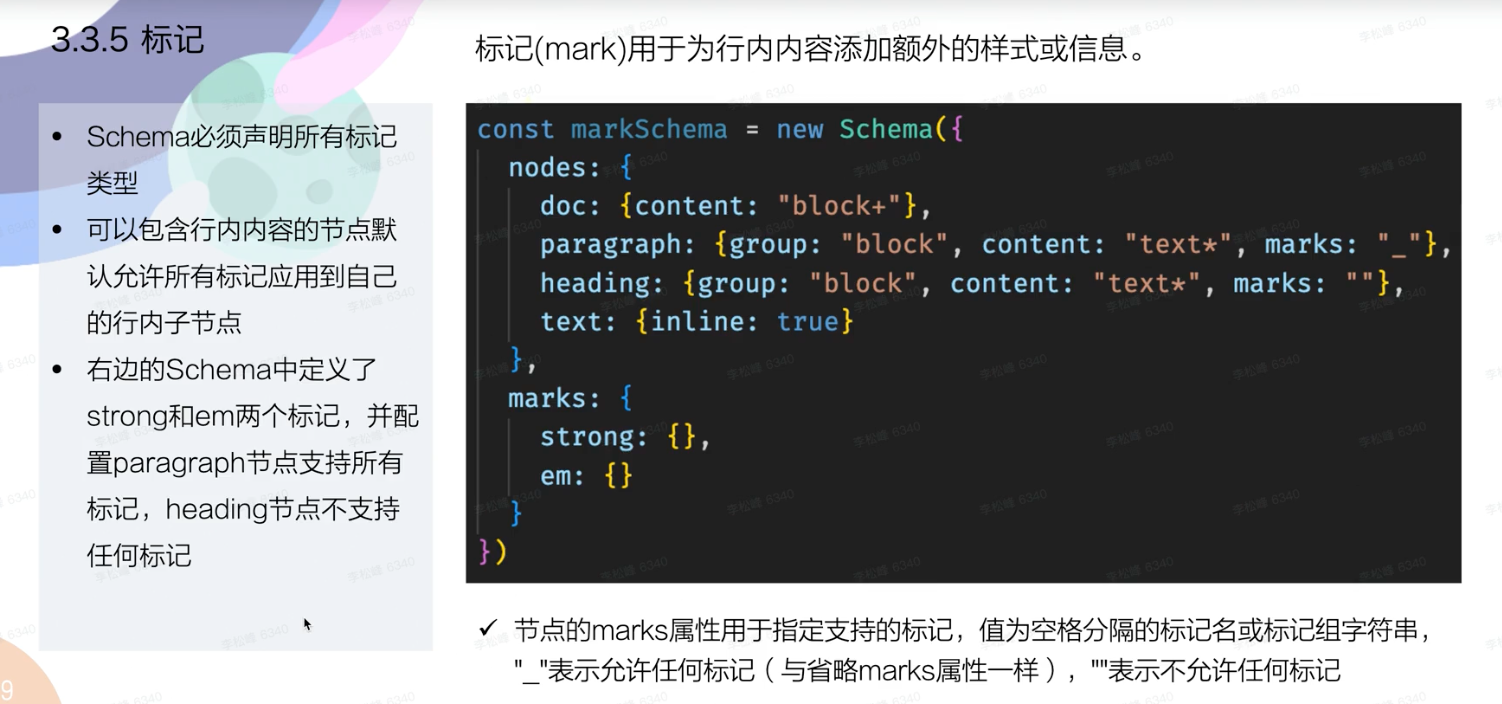 3.3.5 标记
• Schema必须声明所有标记
类型
• 可以包含行内内容的节点默
认允许所有标记应用到自己
的行内子节点
• 右边的Schema中定义了
strong和em两个标记，并配
置paragraph节点支持所有
标记，heading节点不支持
任何标记
标记(mark)用于为行内内容添加额外的样式或信息。
const markSchema = new Schema({
nodes: {
doc: {content: "block+"},
paragraph: {group: "block", content: "text*", marks: "_"},
heading: {group: "block", content: "text*", marks: ""},
text: {inline: true}
},
marks: {
strong: {},
em: {}
}
})
✓ 节点的marks属性用于指定支持的标记，值为空格分隔的标记名或标记组字符串，
"_"表示允许任何标记（与省略marks属性一样），""表示不允许任何标记
9
李松峰 6340